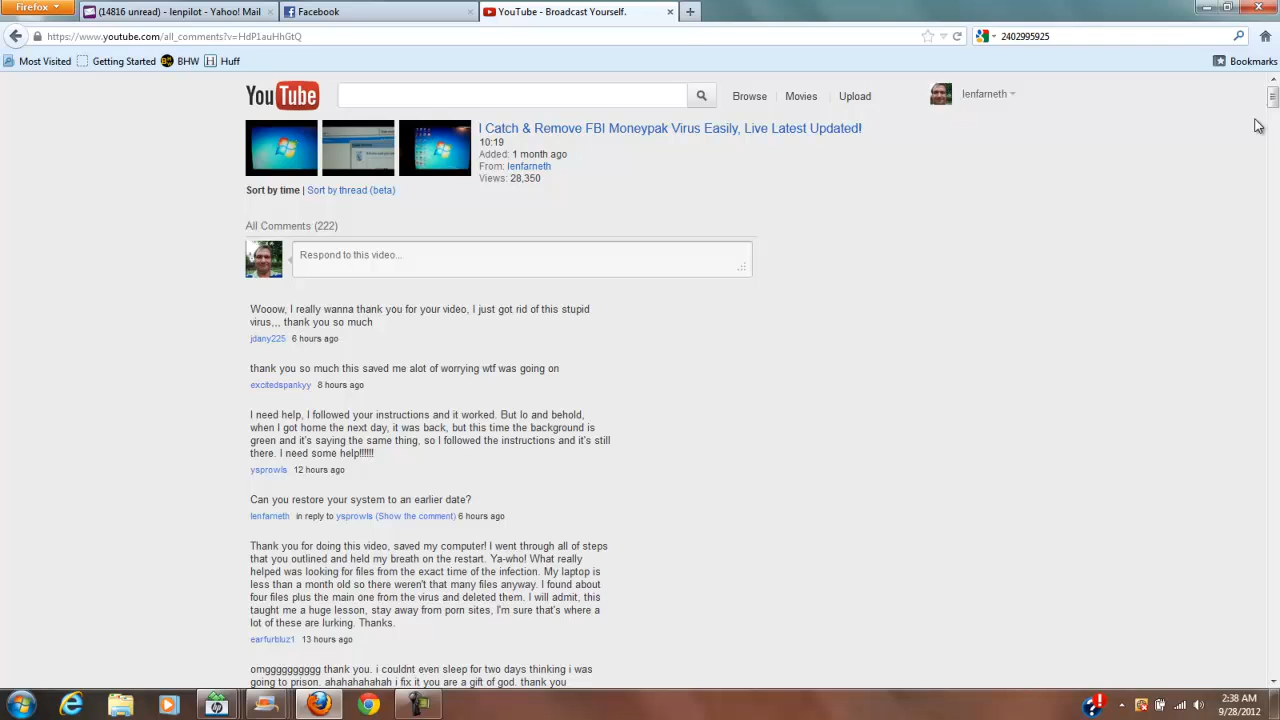 Firefox
(14816 unread) - lenpilot - Yahoo! Mail
Facebook
YouTube - Broadcast Yourself.
https://www.youtube.com/all_comments?v=HdP1auHhGtQ
2402995925
Most Visited
Getting Started
BHW
Huff
Bookmarks
YouTube
Browse
Movies
Upload
lenfarneth
I Catch & Remove FBI Moneypak Virus Easily, Live Latest Updated!
10:19
Added: 1 month ago
From: lenfarneth
Views: 28,350
Sort by time | Sort by thread (beta)
All Comments (222)
Respond to this video...
Wooow, I really wanna thank you for your video, I just got rid of this stupid
virus,,, thank you so much
jdany225 6 hours ago
thank you so much this saved me alot of worrying wtf was going on
excitedspankyy 8 hours ago
I need help, I followed your instructions and it worked. But lo and behold,
when I got home the next day, it was back, but this time the background is
green and it's saying the same thing, so I followed the instructions and it's still
there. I need some help!!!!!!
ysprowls 12 hours ago
Can you restore your system to an earlier date?
lenfarneth in reply to ysprowls (Show the comment) 6 hours ago
Thank you for doing this video, saved my computer! I went through all of steps
that you outlined and held my breath on the restart. Ya-who! What really
helped was looking for files from the exact time of the infection. My laptop is
less than a month old so there weren't that many files anyway. I found about
four files plus the main one from the virus and deleted them. I will admit, this
taught me a huge lesson, stay away from porn sites, I'm sure that's where a
lot of these are lurking. Thanks.
earfurbluz1 13 hours ago
omgggggggggg thank you. i couldnt even sleep for two days thinking i was
going to prison. ahahahahahah i fix it you are a gift of god. thank you
2:38 AM
9/28/2012